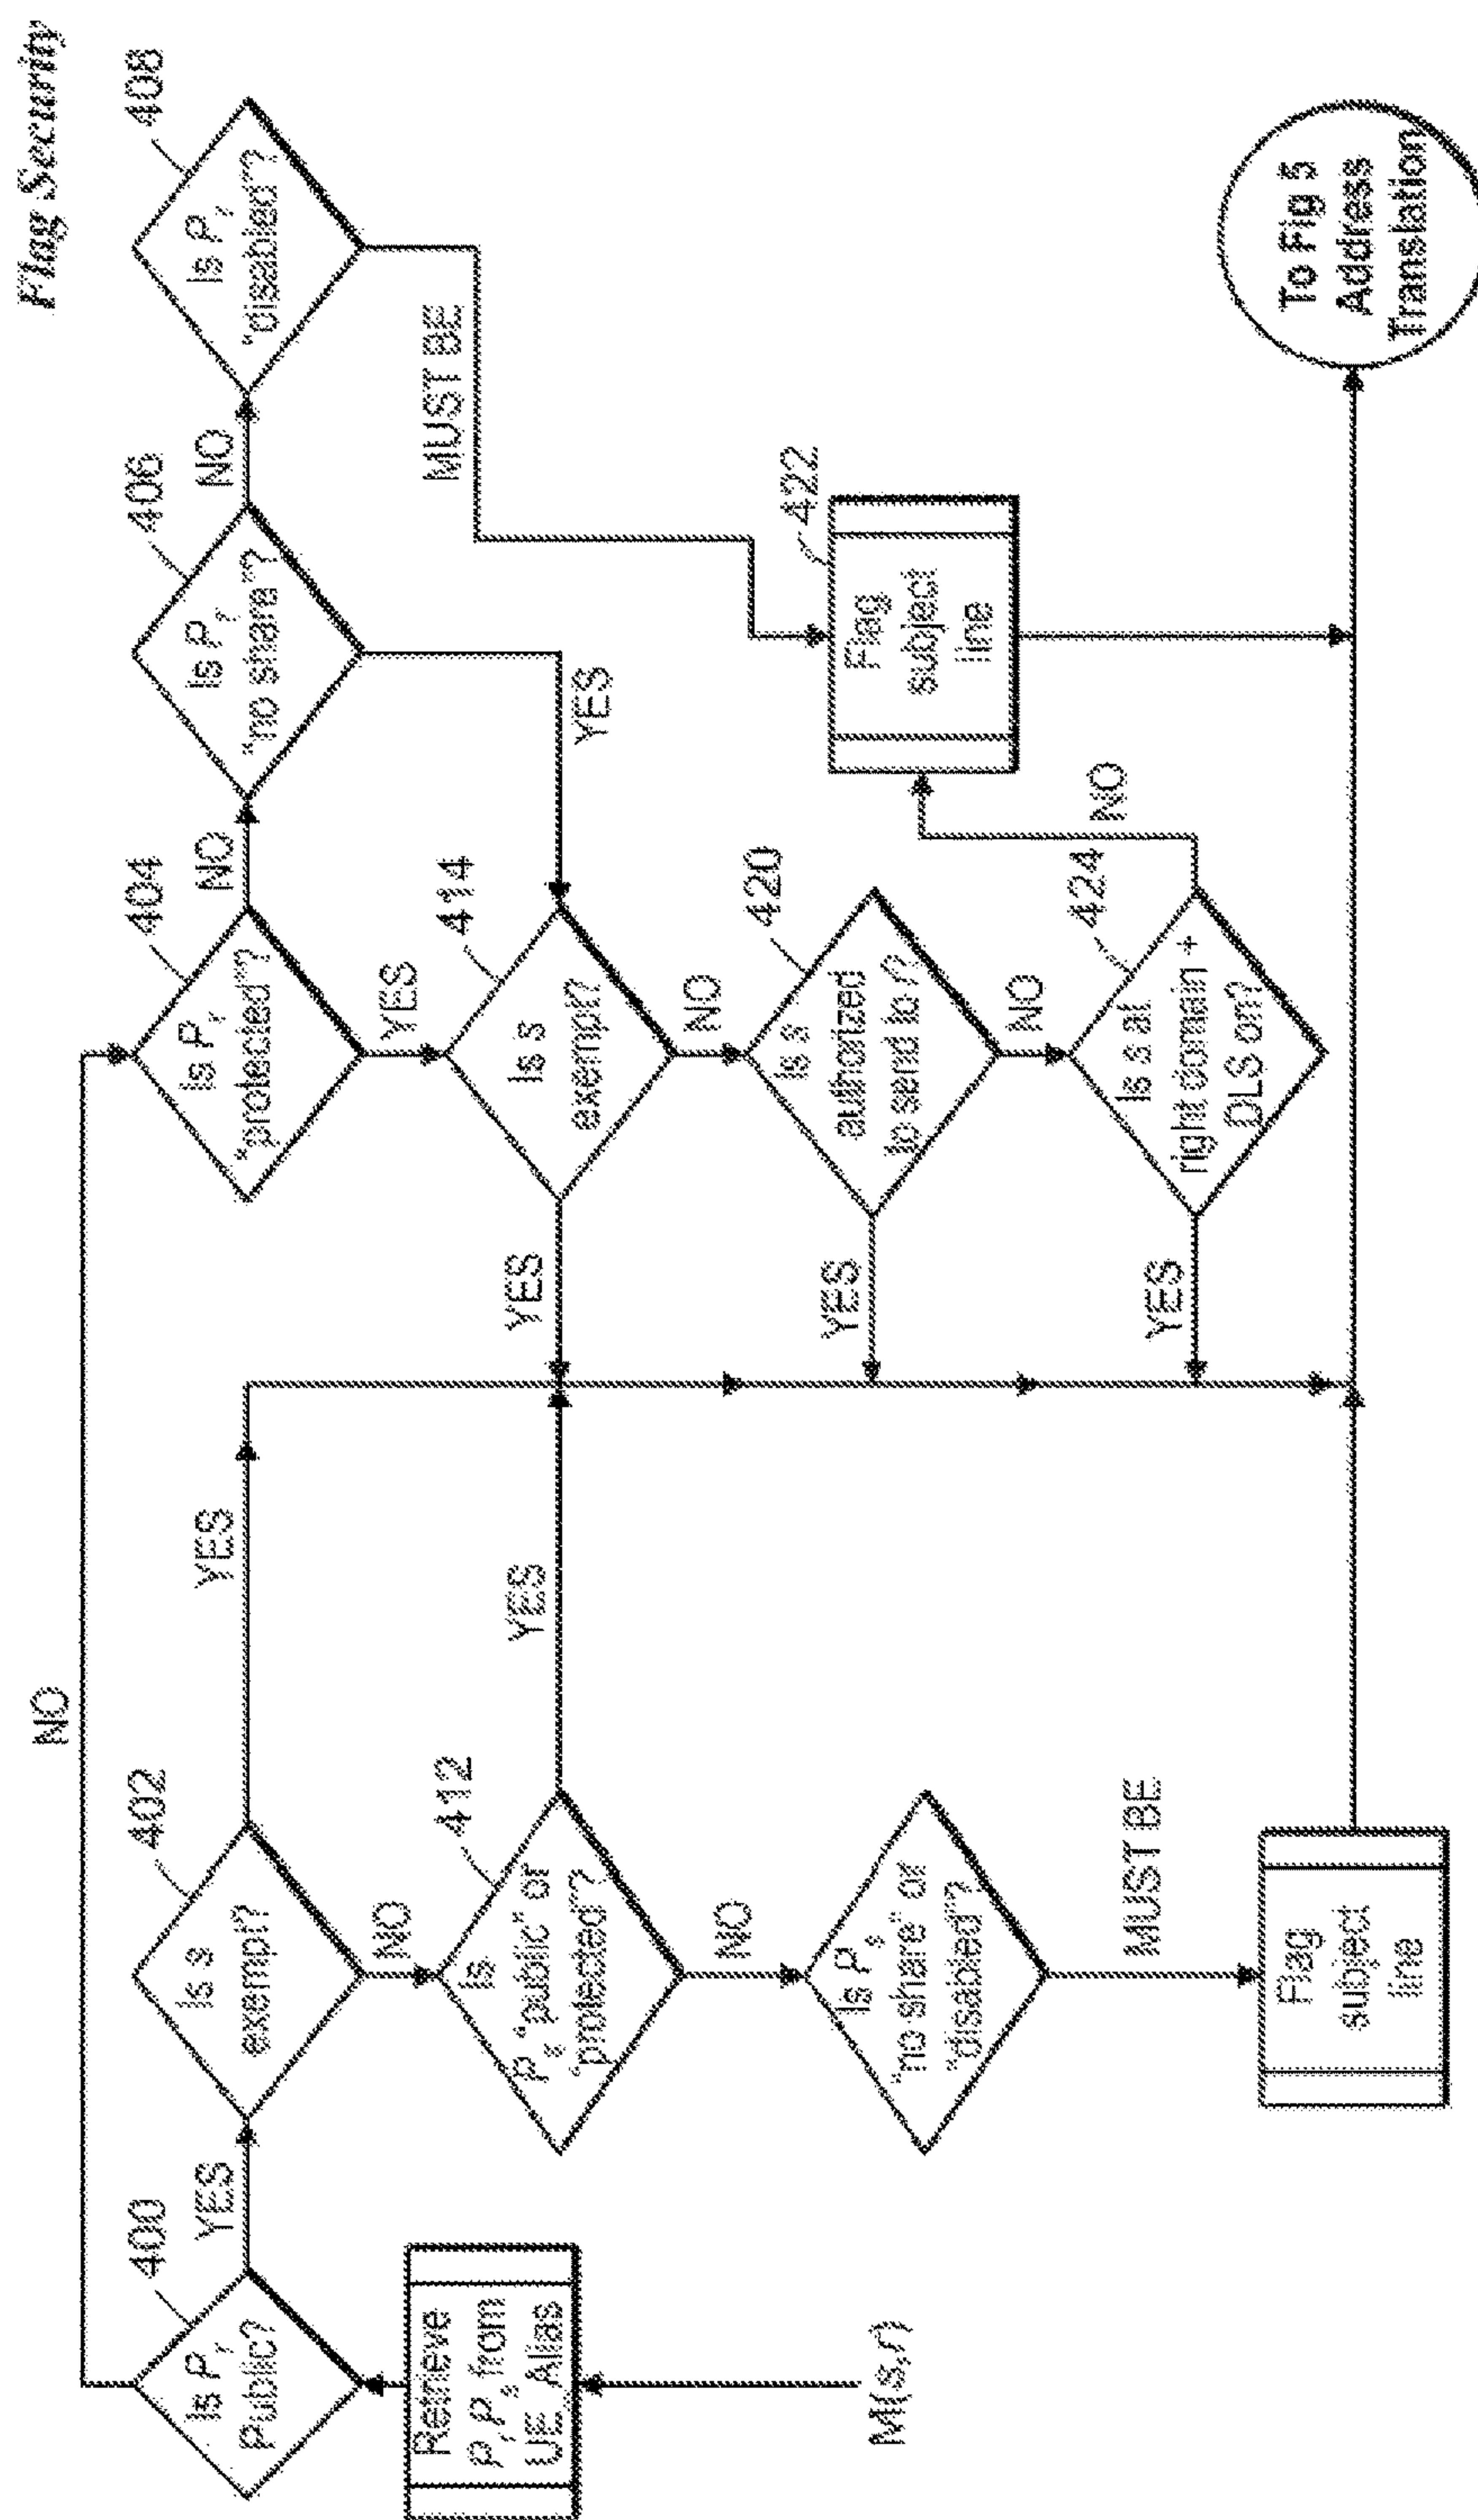 Flag Security
NO
400
Is Pr
Public?
YES
402
Is s
exempt?
YES
404
Is Pr
"protected"?
NO
406
Is Pr
"no share"?
NO
408
Is Pr
"disabled"?
Retrieve
Pr Ps from
UE_Alias
NO
412
Is
Ps "public" or
"protected"?
YES
YES
YES
414
Is s
exempt?
YES
MUST BE
M(s,r)
NO
Is Ps
"no share" or
"disabled"?
NO
YES
420
Is s
authorized
to send to r?
422
Flag
subject
line
MUST BE
NO
YES
424
Is s at
right domain +
DLS on?
NO
Flag
subject
line
To Fig 5
Address
Translation